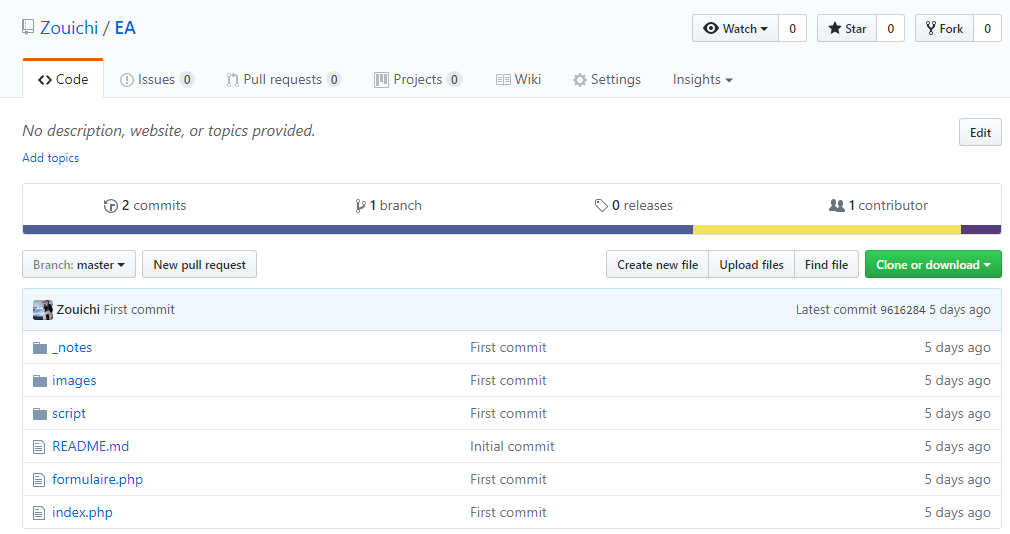 Zouichi / EA Watch 0 Star 0 Fork 0
Code Issues 0 Pull requests 0 Projects 0 Wiki Settings Insights
No description, website, or topics provided. Edit
Add topics
2 commits 1 branch 0 releases 1 contributor
Branch: master New pull request Create new file Upload files Find file Clone or download
Zouichi First commit Latest commit 9616284 5 days ago
_notes First commit 5 days ago
images First commit 5 days ago
script First commit 5 days ago
README.md Initial commit 5 days ago
formulaire.php First commit 5 days ago
index.php First commit 5 days ago